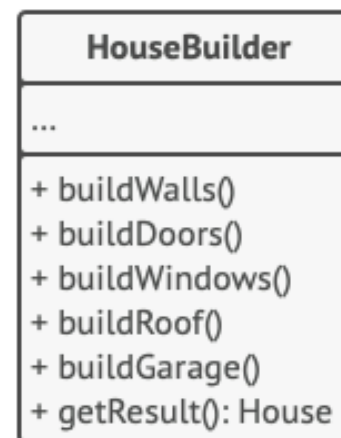 HouseBuilder
...
+ buildWalls()
+ buildDoors()
+ buildWindows()
+ buildRoof()
+ buildGarage()
+ getResult(): House